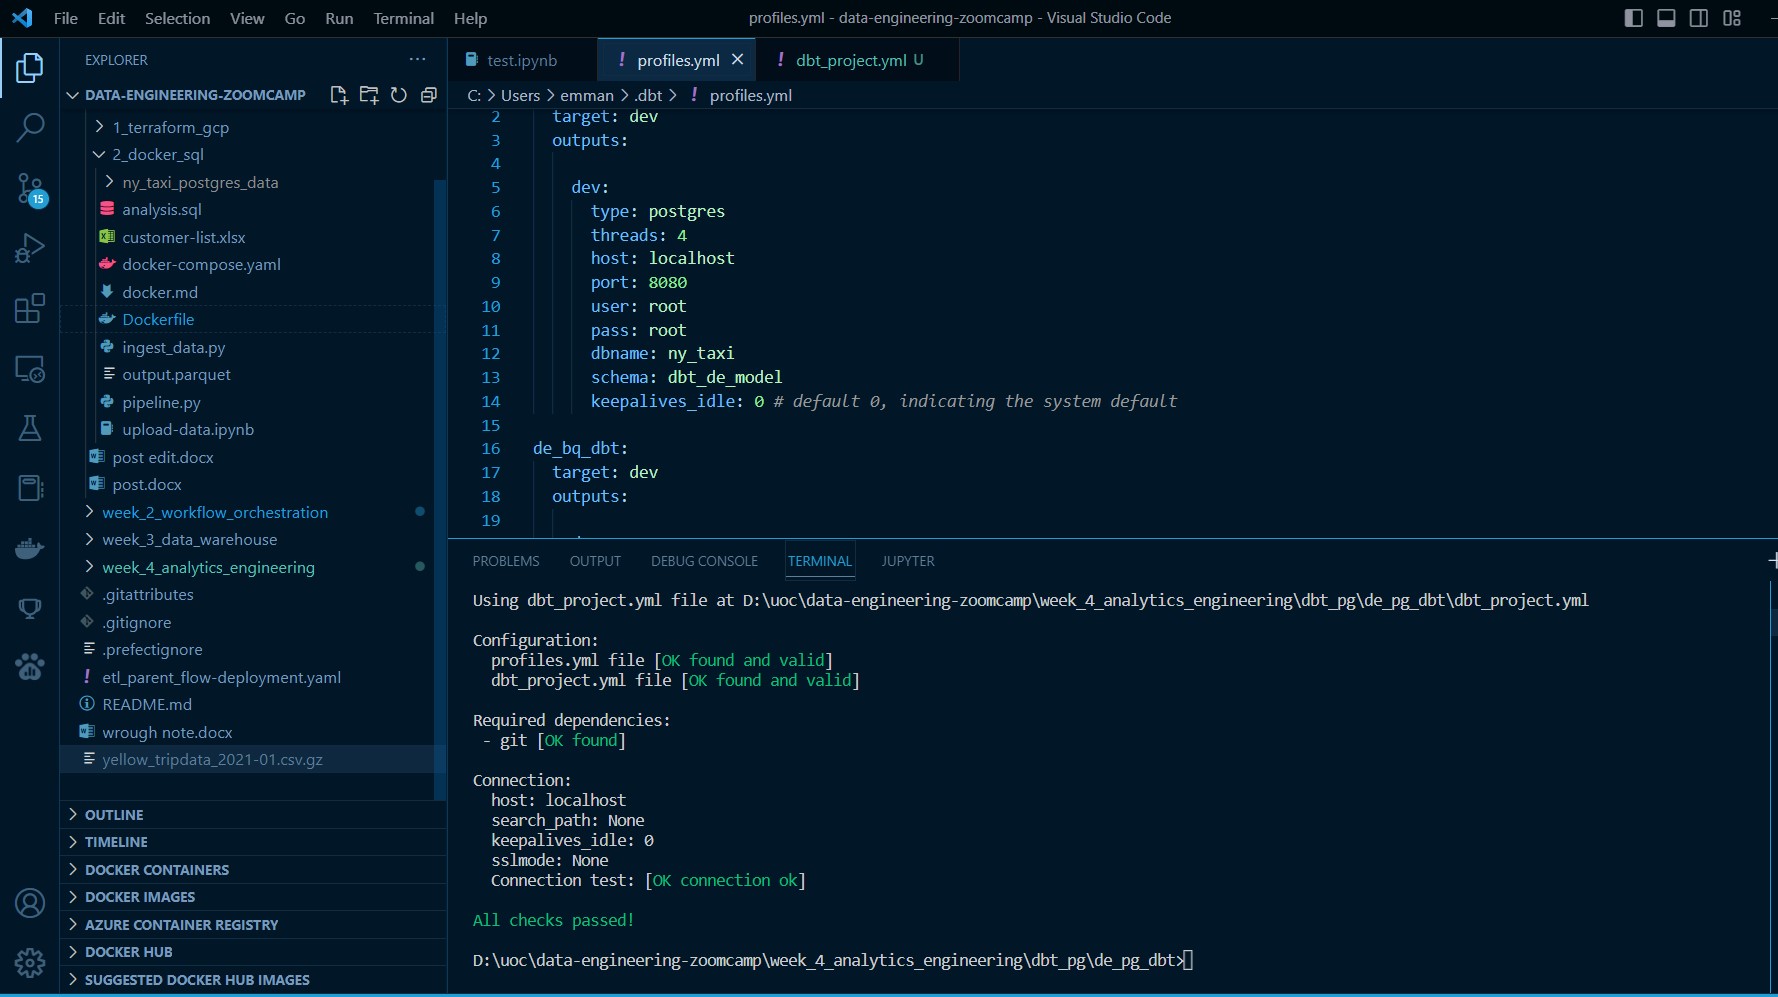 File Edit Selection View Go Run Terminal Help
profiles.yml - data-engineering-zoomcamp - Visual Studio Code
EXPLORER ···
DATA-ENGINEERING-ZOOMCAMP
1_terraform_gcp
2_docker_sql
ny_taxi_postgres_data
analysis.sql
customer-list.xlsx
docker-compose.yaml
docker.md
Dockerfile
ingest_data.py
output.parquet
pipeline.py
upload-data.ipynb
post edit.docx
post.docx
week_2_workflow_orchestration
week_3_data_warehouse
week_4_analytics_engineering
.gitattributes
.gitignore
.prefectignore
! etl_parent_flow-deployment.yaml
README.md
wrough note.docx
yellow_tripdata_2021-01.csv.gz
OUTLINE
TIMELINE
DOCKER CONTAINERS
DOCKER IMAGES
AZURE CONTAINER REGISTRY
DOCKER HUB
SUGGESTED DOCKER HUB IMAGES
15
test.ipynb
! profiles.yml
! dbt_project.yml U
C: > Users > emman > .dbt > ! profiles.yml
2 target: dev
3 outputs:
4
5 dev:
6 type: postgres
7 threads: 4
8 host: localhost
9 port: 8080
10 user: root
11 pass: root
12 dbname: ny_taxi
13 schema: dbt_de_model
14 keepalives_idle: 0 # default 0, indicating the system default
15
16 de_bq_dbt:
17 target: dev
18 outputs:
19
PROBLEMS OUTPUT DEBUG CONSOLE TERMINAL JUPYTER
Using dbt_project.yml file at D:\uoc\data-engineering-zoomcamp\week_4_analytics_engineering\dbt_pg\de_pg_dbt\dbt_project.yml
Configuration:
profiles.yml file [OK found and valid]
dbt_project.yml file [OK found and valid]
Required dependencies:
- git [OK found]
Connection:
host: localhost
search_path: None
keepalives_idle: 0
sslmode: None
Connection test: [OK connection ok]
All checks passed!
D:\uoc\data-engineering-zoomcamp\week_4_analytics_engineering\dbt_pg\de_pg_dbt>